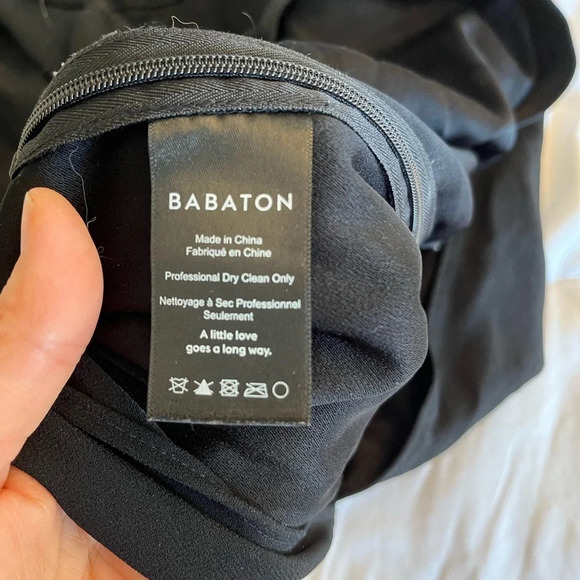 BABATON
Made in China
Fabriqué en Chine
Professional Dry Clean Only
Nettoyage à Sec Professionnel
Seulement
A little love
goes a long way.